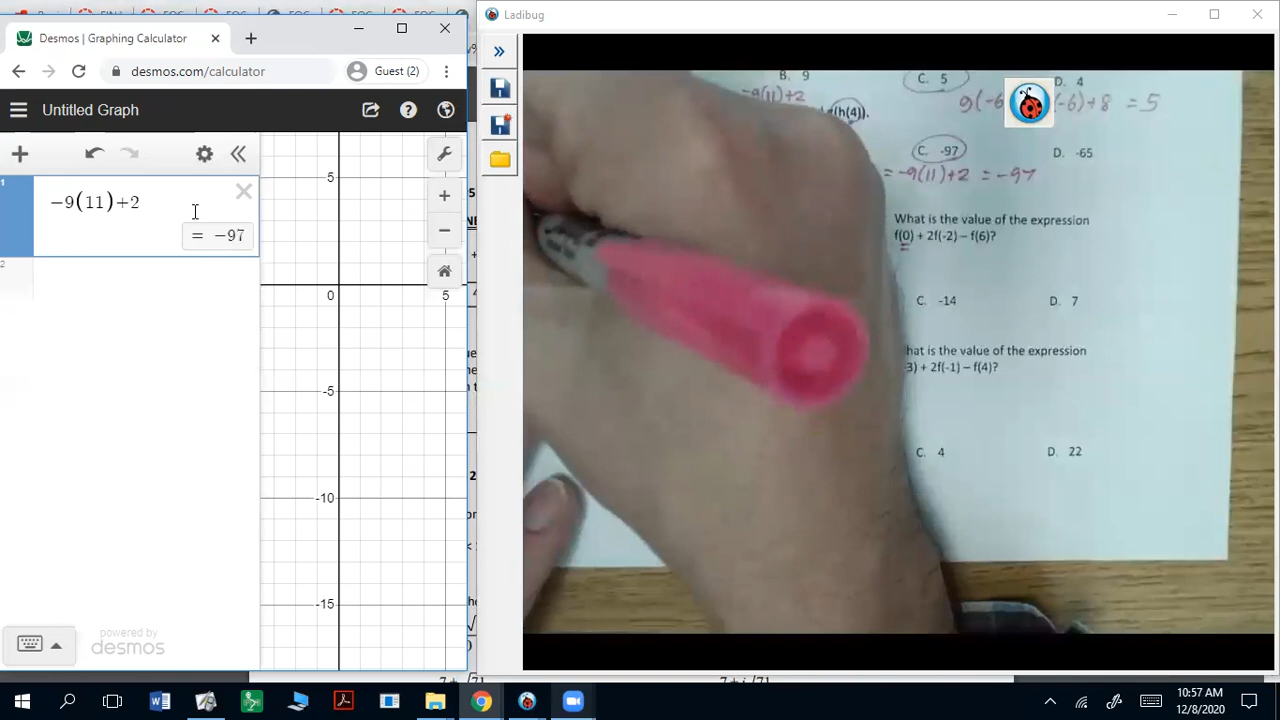 Desmos | Graphing Calculator
desmos.com/calculator
Guest (2)
Untitled Graph
1
−9(11)+2
= −97
2
5
0
5
-5
-10
-15
powered by
desmos
Ladibug
B. 9
C. 5
D. 4
=-9(11)+2
(h(4)).
g(-6
(-6)+8 = 5
C. -97
D. -65
= -9(11)+2 = -97
What is the value of the expression
f(0) + 2f(-2) – f(6)?
C. -14
D. 7
hat is the value of the expression
3) + 2f(-1) – f(4)?
C. 4
D. 22
10:57 AM
12/8/2020